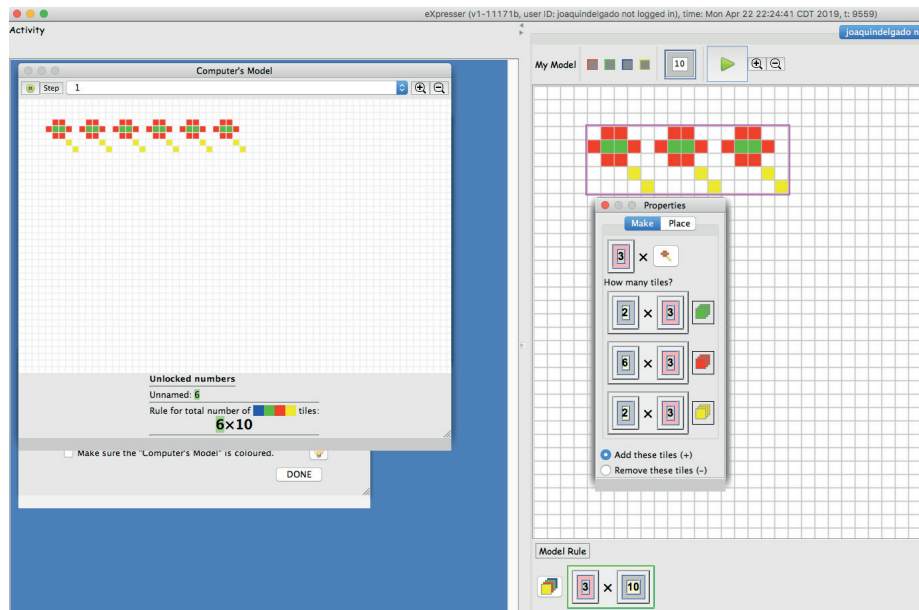 eXpresser (v1-11171b, user ID: joaquindelgado not logged in), time: Mon Apr 22 22:24:41 CDT 2019, t: 9559)
Activity
joaquindelgado n
Computer's Model
Step 1
My Model 10
Properties
Make Place
3 ×
How many tiles?
2 × 3
6 × 3
2 × 3
Add these tiles (+)
Remove these tiles (–)
Unlocked numbers
Unnamed: 6
Rule for total number of tiles:
6×10
Make sure the "Computer's Model" is coloured.
DONE
Model Rule
3 × 10